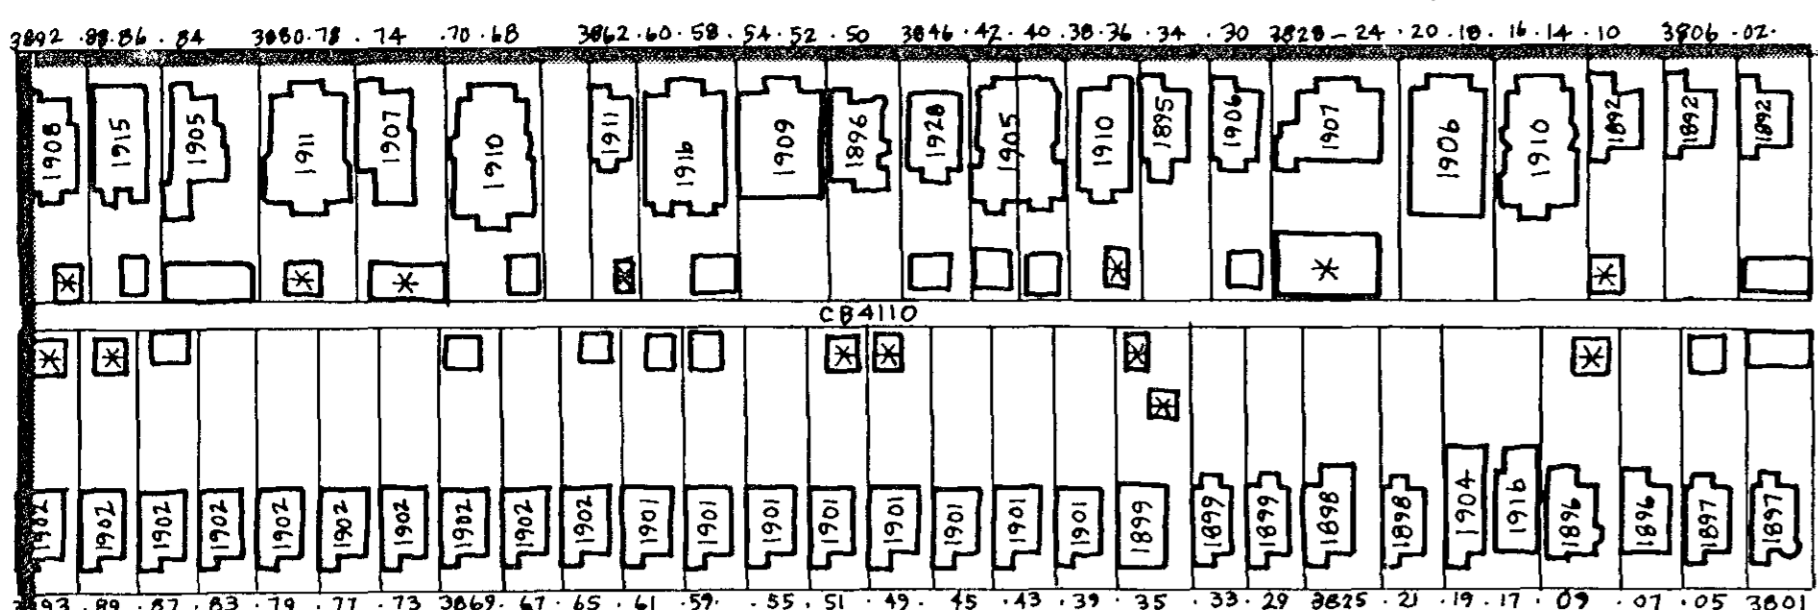 3892 .88.86 . 84 3880.78 . 74 .70 .68 3862 .60 . 58 . 54 . 52 . 50 3846 .42 . 40 . 38.36 . 34 . 30 3828-24 . 20 .18 . 16 .14 . 10 3806 .02.
1908 1915 1905 1911 1907 1910 1911 1916 1909 1896 1928 1905 1910 1895 1906 1907 1906 1910 1892 1892 1892
* * * * * * *
CB4110
* * * * * * *
1902 1902 1902 1902 1902 1902 1902 1902 1902 1902 1901 1901 1901 1901 1901 1901 1901 1901 1899 1899 1899 1898 1898 1904 1916 1896 1896 1897 1897
3893 . 89 . 87 . 83 . 79 . 77 . 73 3869 . 67 . 65 . 61 . 59. . 55 . 51 . 49 . 45 . 43 . 39 . 35 . 33 . 29 3825 . 21 . 19 . 17 . 09 . 07 . 05 3801